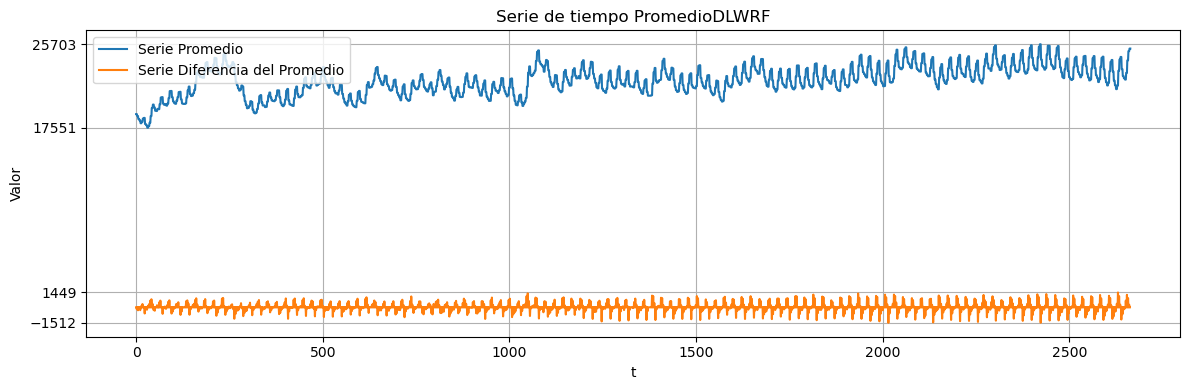 Serie de tiempo PromedioDLWRF
Serie Promedio
Serie Diferencia del Promedio
Valor
25703
17551
1449
−1512
0
500
1000
1500
2000
2500
t